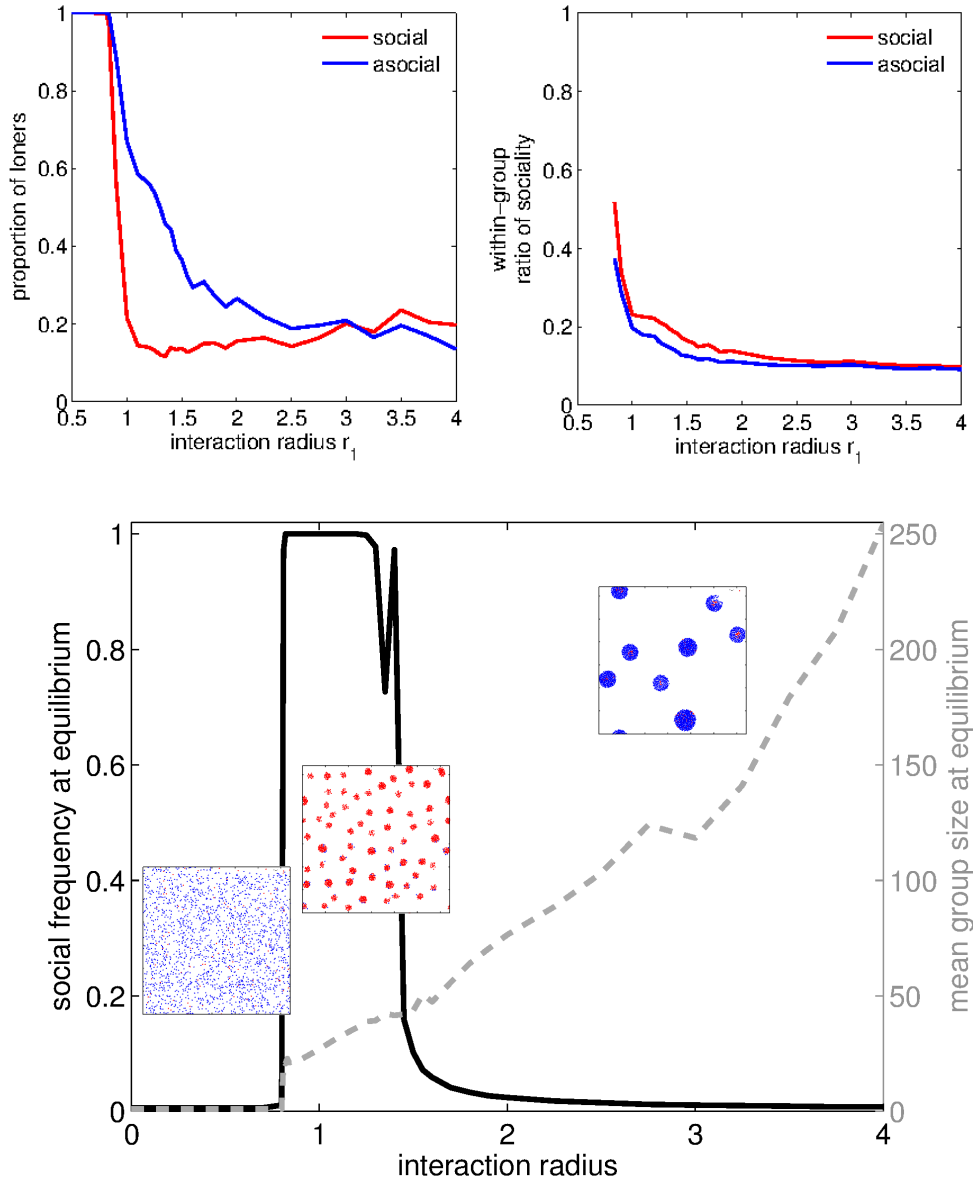 social
asocial
1
0.8
0.6
0.4
0.2
0
proportion of loners
0.5 1 1.5 2 2.5 3 3.5 4
interaction radius r1
social
asocial
1
0.8
0.6
0.4
0.2
0
within-group
ratio of sociality
0.5 1 1.5 2 2.5 3 3.5 4
interaction radius r1
1
0.8
0.6
0.4
0.2
0
social frequency at equilibrium
250
200
150
100
50
0
mean group size at equilibrium
0 1 2 3 4
interaction radius